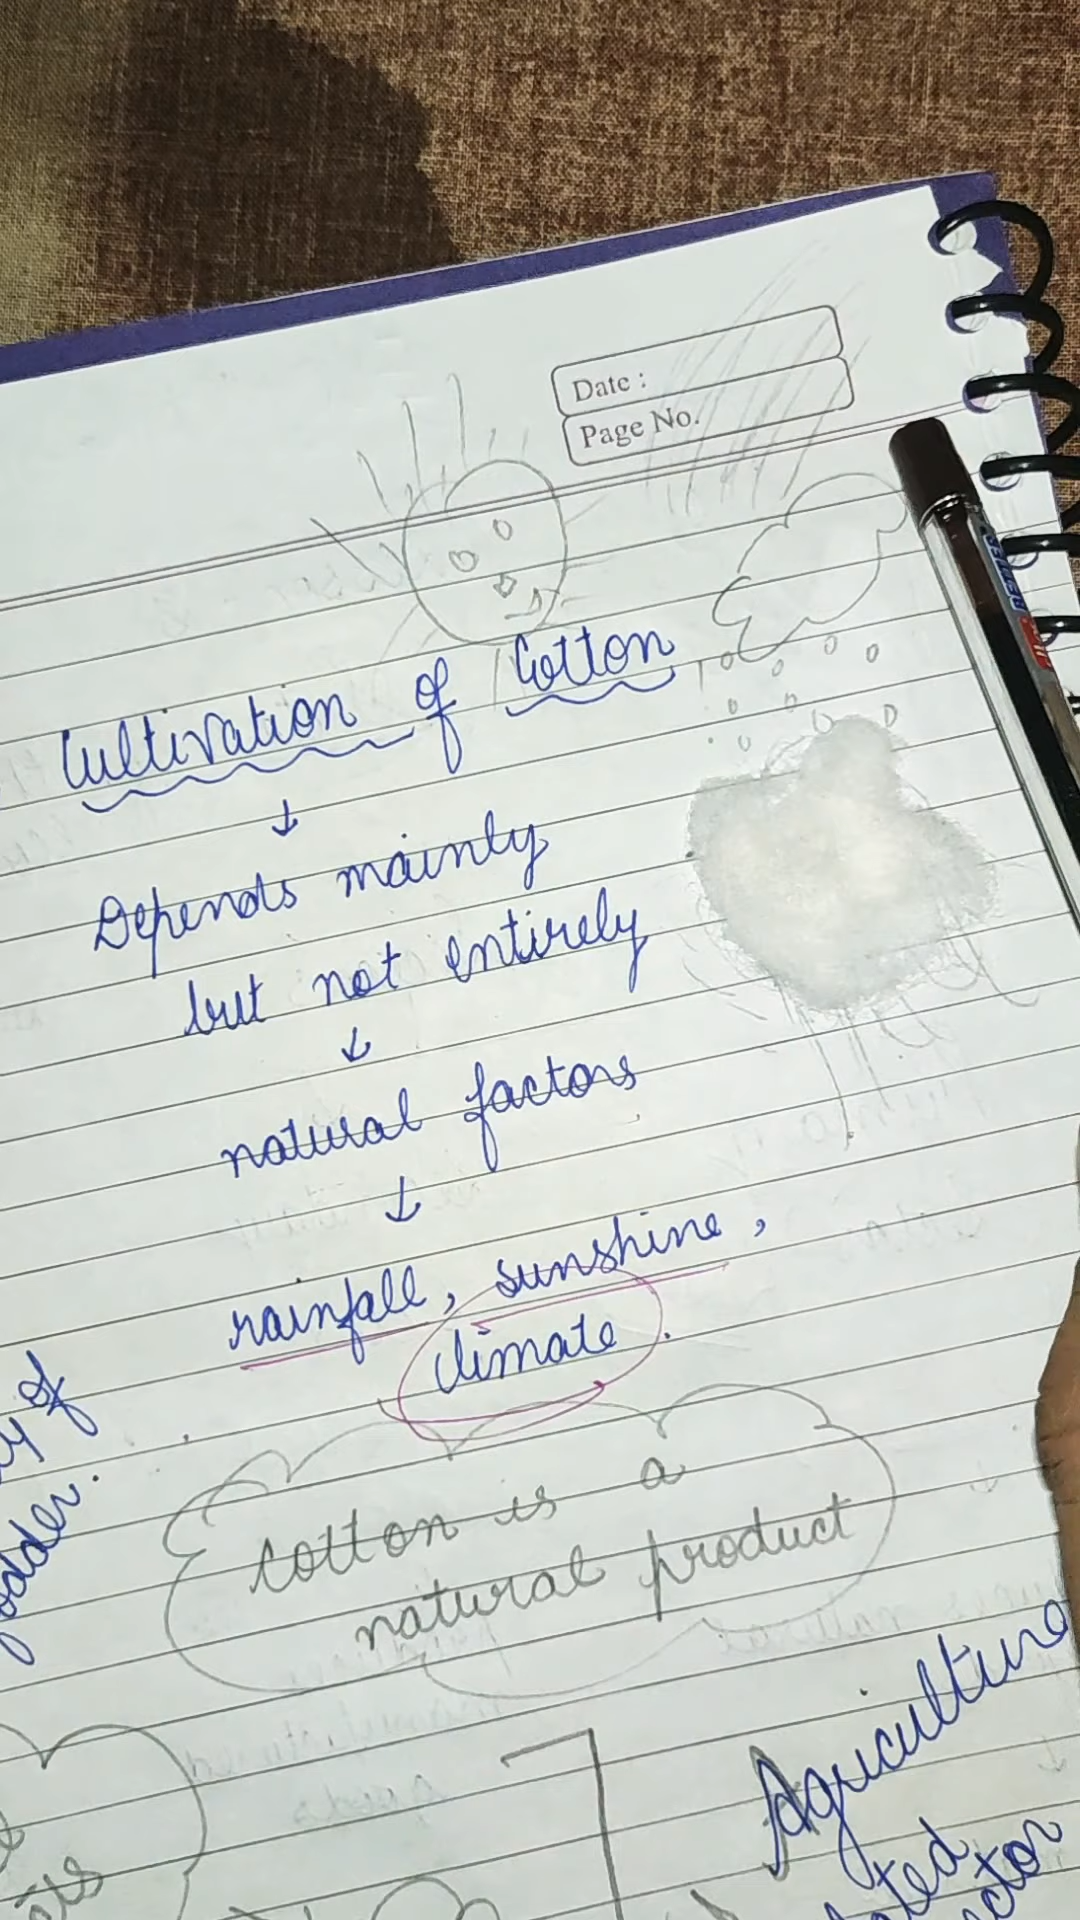 Date :
Page No.
Cultivation of Cotton
↓
Depends mainly
but not entirely
↓
natural factors
↓
rainfall, sunshine,
climate.
Cotton is a
natural product
of
Agriculture